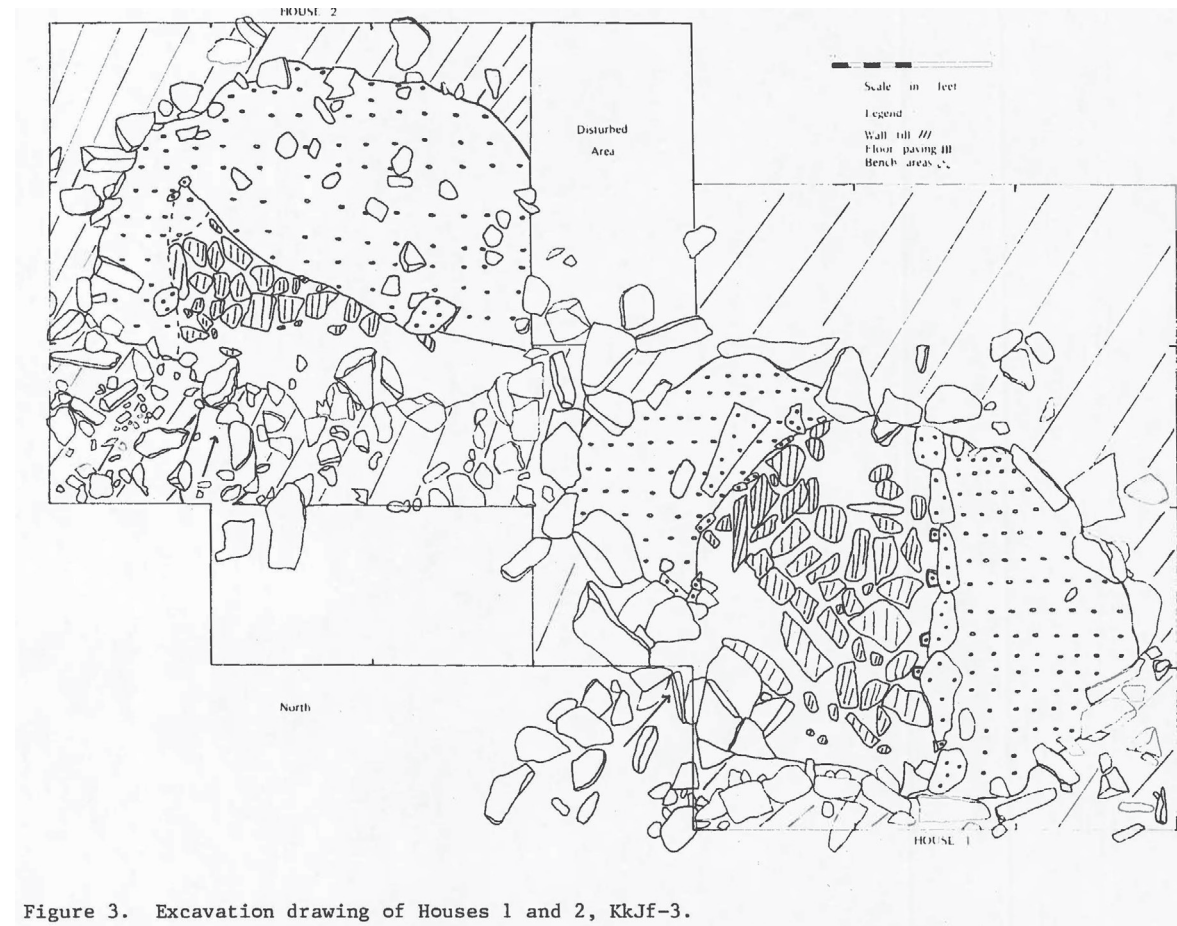 HOUSE 2
Disturbed
Area
Scale in feet
Legend
Wall fill ///
Floor paving |||
Bench areas
North
HOUSE 1
Figure 3. Excavation drawing of Houses 1 and 2, KkJf-3.